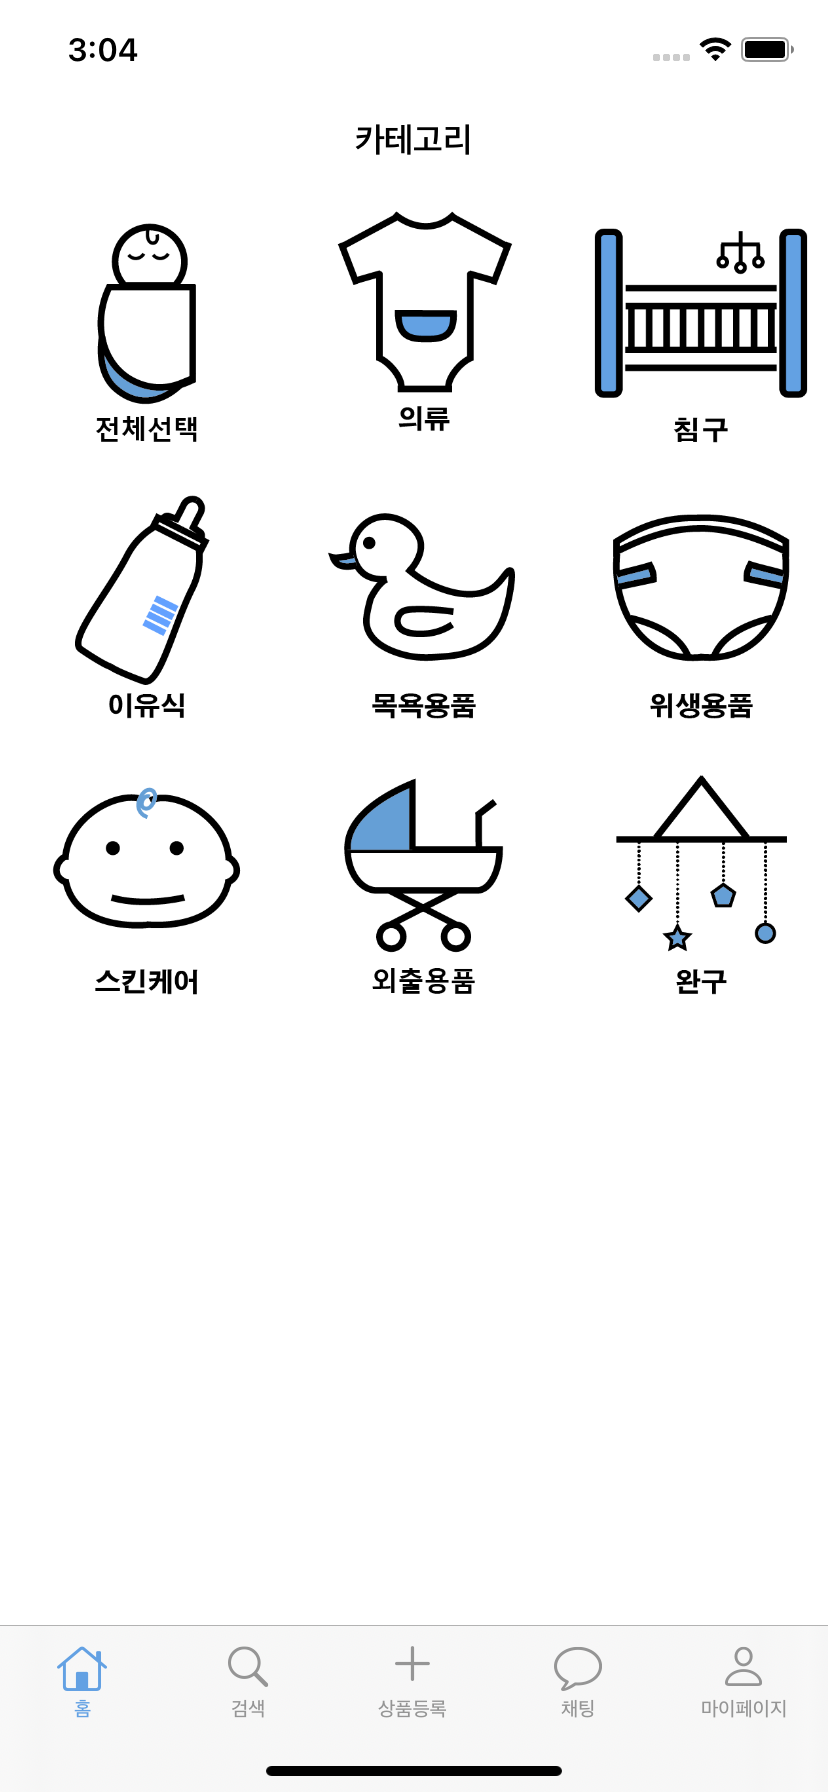 3:04
카테고리
전체선택 의류 침구
이유식 목욕용품 위생용품
스킨케어 외출용품 완구
홈 검색 상품등록 채팅 마이페이지